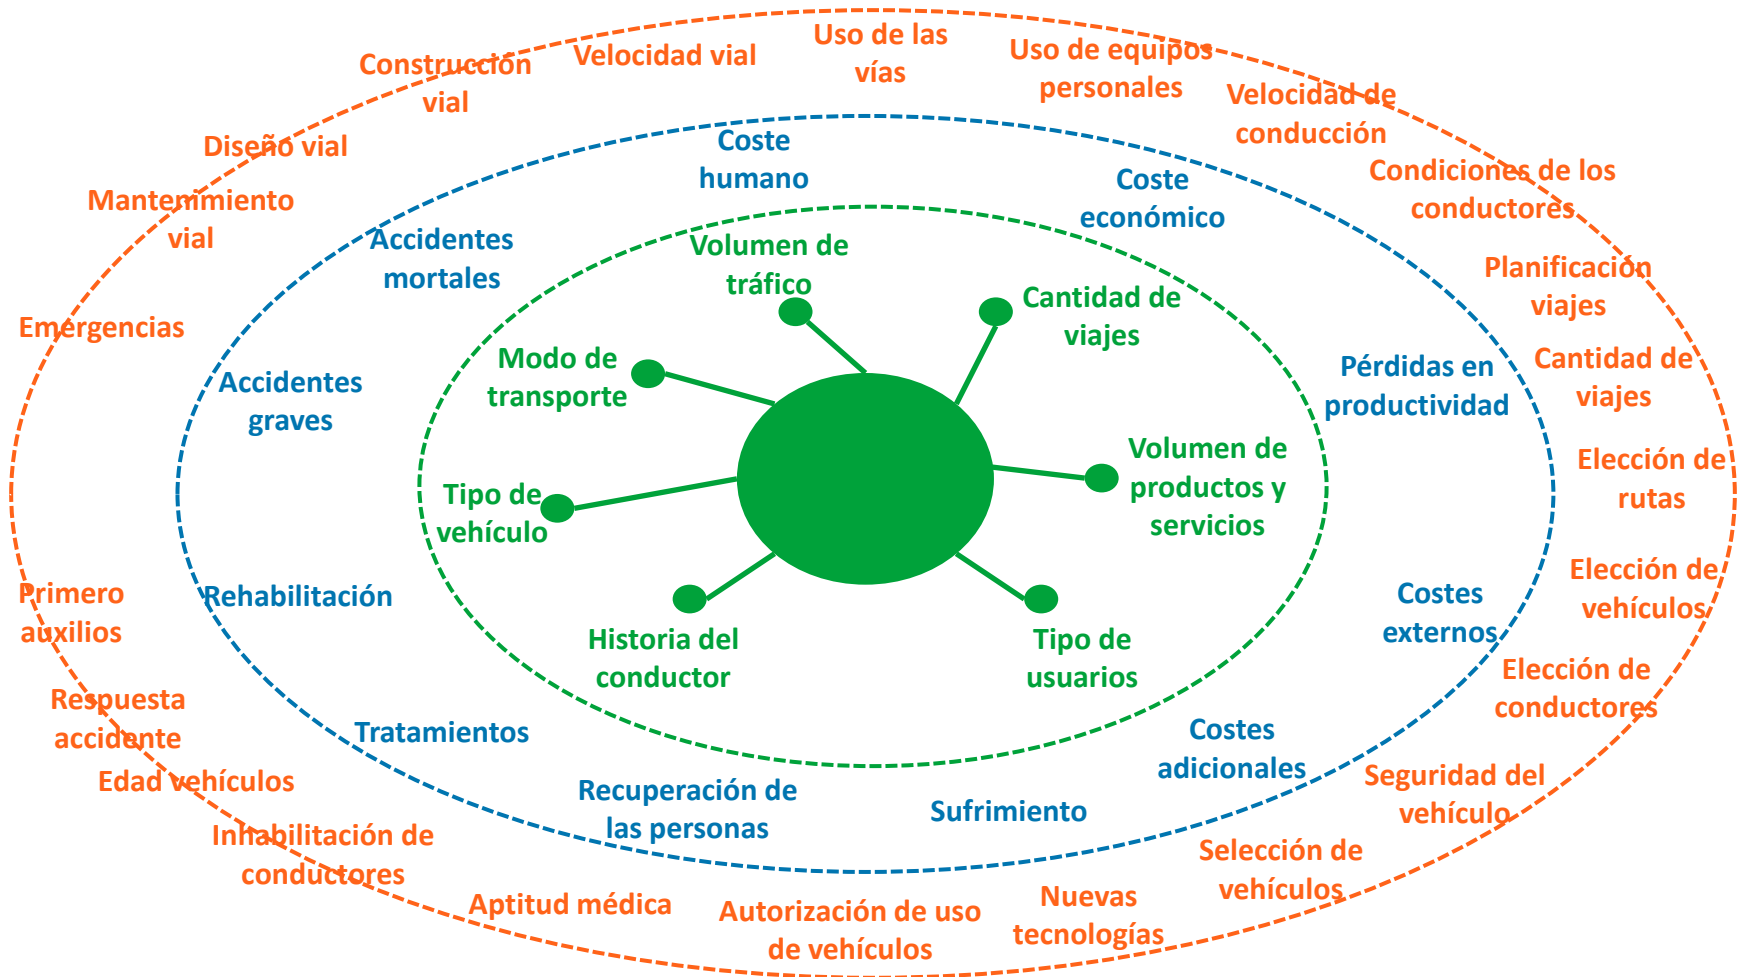 Construcción
vial
Velocidad vial
Uso de las
vías
Uso de equipos
personales
Velocidad de
conducción
Condiciones de los
conductores
Planificación
viajes
Cantidad de
viajes
Elección de
rutas
Elección de
vehículos
Elección de
conductores
Seguridad del
vehículo
Selección de
vehículos
Nuevas
tecnologías
Autorización de uso
de vehículos
Aptitud médica
Inhabilitación de
conductores
Edad vehículos
Respuesta
accidente
Primero
auxilios
Emergencias
Mantenimiento
vial
Diseño vial
Coste
humano
Coste
económico
Pérdidas en
productividad
Costes
externos
Costes
adicionales
Sufrimiento
Recuperación de
las personas
Tratamientos
Rehabilitación
Accidentes
graves
Accidentes
mortales
Volumen de
tráfico
Cantidad de
viajes
Volumen de
productos y
servicios
Tipo de
usuarios
Historia del
conductor
Tipo de
vehículo
Modo de
transporte